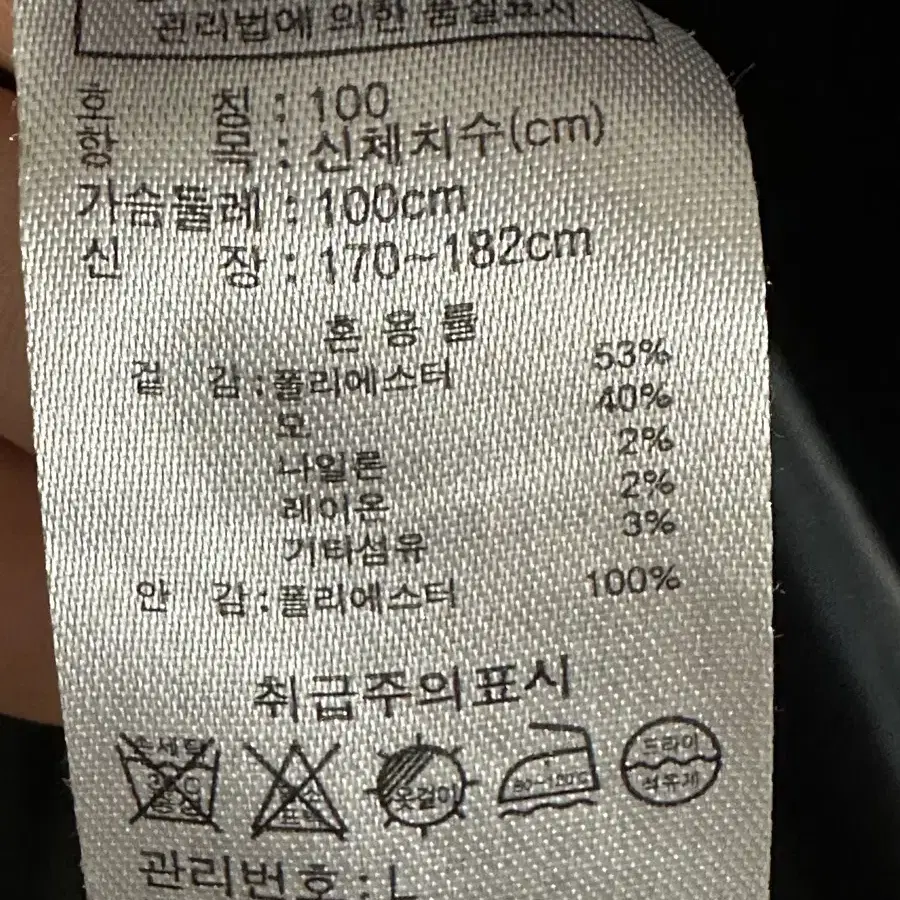 관리법에 의한 품질표시
호 칭 : 100
항 목 : 신체치수(cm)
가슴둘레 : 100cm
신 장 : 170~182cm
혼용률
겉 감 : 폴리에스터 53%
모 40%
나일론 2%
레이온 2%
기타섬유 3%
안 감 : 폴리에스터 100%
취급주의표시
손세탁
옷걸이
80~100℃
드라이
석유제
관리번호 : L